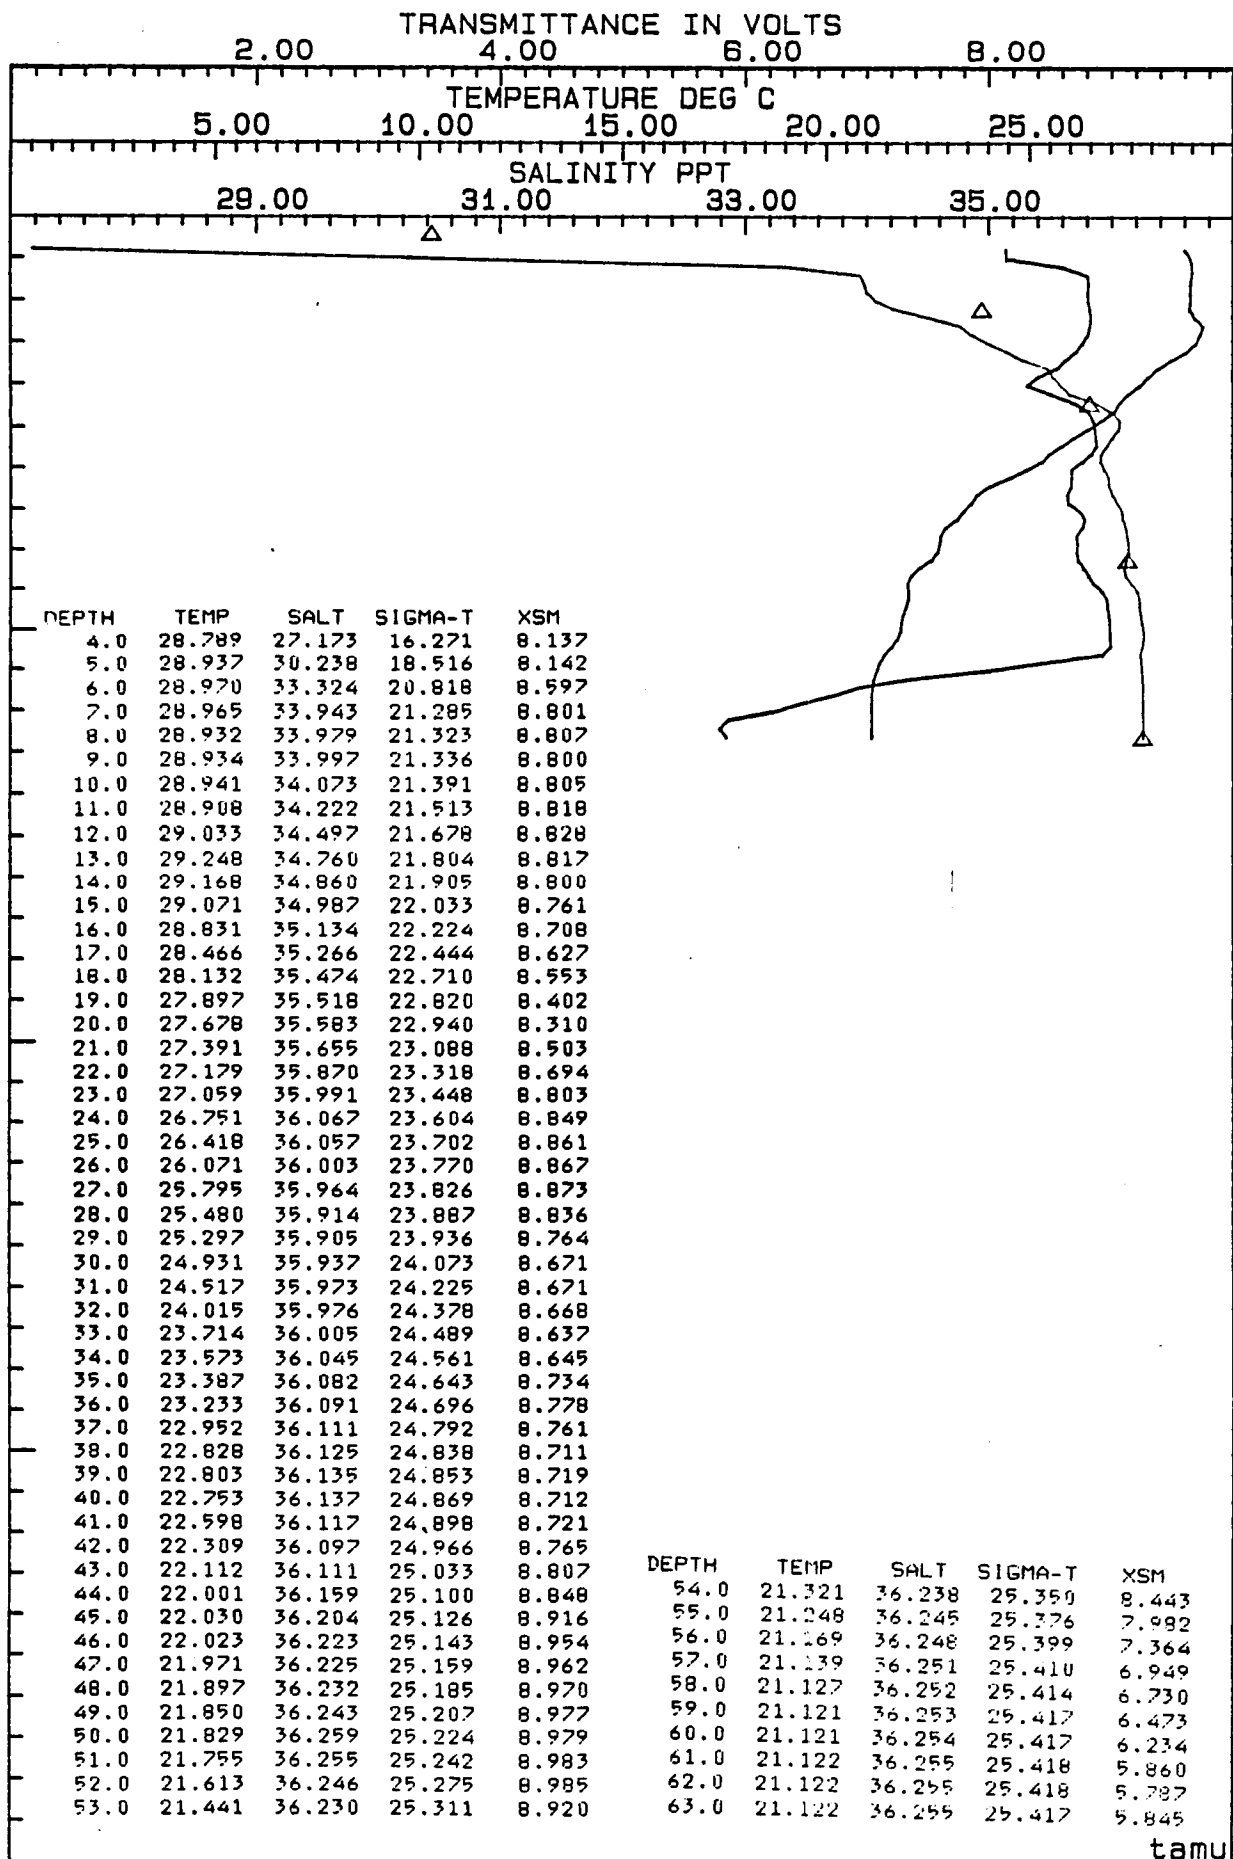 TRANSMITTANCE IN VOLTS
2.00 4.00 6.00 8.00
TEMPERATURE DEG C
5.00 10.00 15.00 20.00 25.00
SALINITY PPT
29.00 31.00 33.00 35.00
DEPTH TEMP SALT SIGMA-T XSM
4.0 28.789 27.173 16.271 8.137
5.0 28.937 30.238 18.516 8.142
6.0 28.970 33.324 20.818 8.597
7.0 28.965 33.943 21.285 8.801
8.0 28.932 33.979 21.323 8.807
9.0 28.934 33.997 21.336 8.800
10.0 28.941 34.073 21.391 8.805
11.0 28.908 34.222 21.513 8.818
12.0 29.033 34.497 21.678 8.828
13.0 29.248 34.760 21.804 8.817
14.0 29.168 34.860 21.905 8.800
15.0 29.071 34.987 22.033 8.761
16.0 28.831 35.134 22.224 8.708
17.0 28.466 35.266 22.444 8.627
18.0 28.132 35.474 22.710 8.553
19.0 27.897 35.518 22.820 8.402
20.0 27.678 35.583 22.940 8.310
21.0 27.391 35.655 23.088 8.503
22.0 27.179 35.870 23.318 8.694
23.0 27.059 35.991 23.448 8.803
24.0 26.751 36.067 23.604 8.849
25.0 26.418 36.057 23.702 8.861
26.0 26.071 36.003 23.770 8.867
27.0 25.795 35.964 23.826 8.873
28.0 25.480 35.914 23.887 8.836
29.0 25.297 35.905 23.936 8.764
30.0 24.931 35.937 24.073 8.671
31.0 24.517 35.973 24.225 8.671
32.0 24.015 35.976 24.378 8.668
33.0 23.714 36.005 24.489 8.637
34.0 23.573 36.045 24.561 8.645
35.0 23.387 36.082 24.643 8.734
36.0 23.233 36.091 24.696 8.778
37.0 22.952 36.111 24.792 8.761
38.0 22.828 36.125 24.838 8.711
39.0 22.803 36.135 24.853 8.719
40.0 22.753 36.137 24.869 8.712
41.0 22.598 36.117 24.898 8.721
42.0 22.309 36.097 24.966 8.765
43.0 22.112 36.111 25.033 8.807
44.0 22.001 36.159 25.100 8.848
45.0 22.030 36.204 25.126 8.916
46.0 22.023 36.223 25.143 8.954
47.0 21.971 36.225 25.159 8.962
48.0 21.897 36.232 25.185 8.970
49.0 21.850 36.243 25.207 8.977
50.0 21.829 36.259 25.224 8.979
51.0 21.755 36.255 25.242 8.983
52.0 21.613 36.246 25.275 8.985
53.0 21.441 36.230 25.311 8.920
DEPTH TEMP SALT SIGMA-T XSM
54.0 21.321 36.238 25.350 8.443
55.0 21.248 36.245 25.376 7.982
56.0 21.169 36.248 25.399 7.364
57.0 21.139 36.251 25.410 6.949
58.0 21.127 36.252 25.414 6.730
59.0 21.121 36.253 25.417 6.473
60.0 21.121 36.254 25.417 6.234
61.0 21.122 36.255 25.418 5.860
62.0 21.122 36.255 25.418 5.787
63.0 21.122 36.255 25.417 5.845
tamu